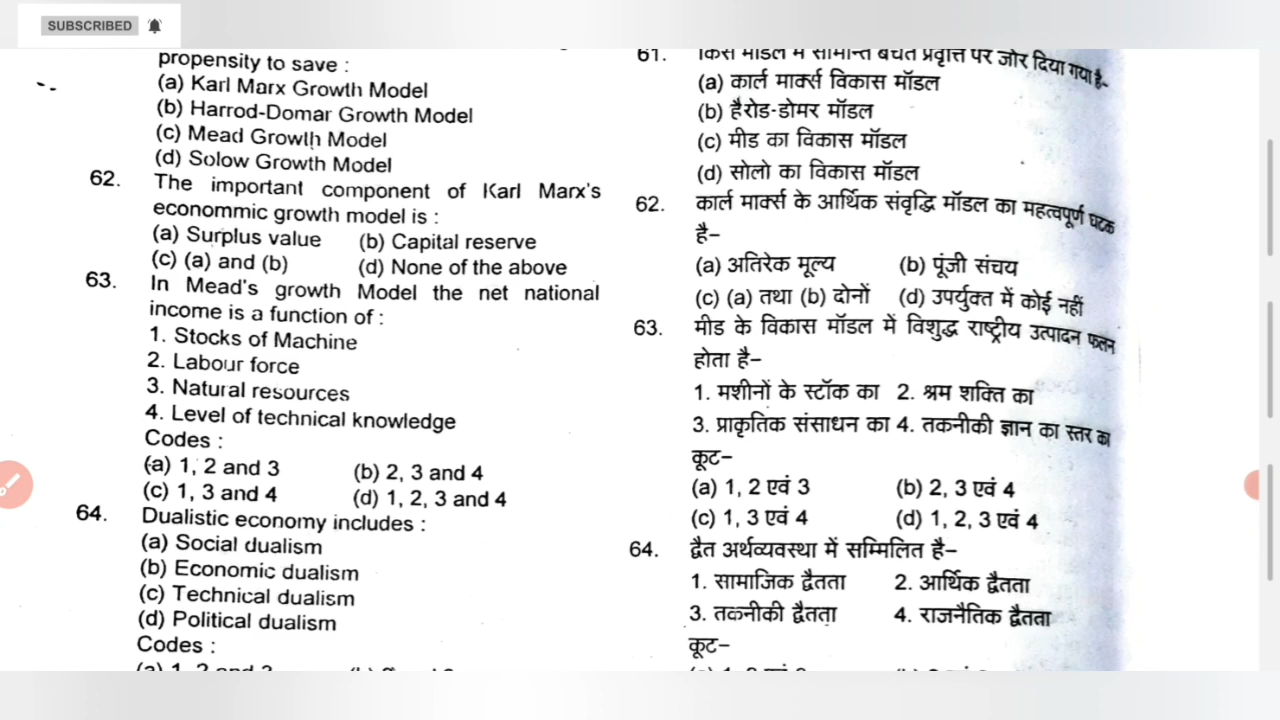 SUBSCRIBED
propensity to save :
(a) Karl Marx Growth Model
(b) Harrod-Domar Growth Model
(c) Mead Growth Model
(d) Solow Growth Model
62. The important component of Karl Marx's
econommic growth model is :
(a) Surplus value (b) Capital reserve
(c) (a) and (b) (d) None of the above
63. In Mead's growth Model the net national
income is a function of :
1. Stocks of Machine
2. Labour force
3. Natural resources
4. Level of technical knowledge
Codes :
(a) 1, 2 and 3 (b) 2, 3 and 4
(c) 1, 3 and 4 (d) 1, 2, 3 and 4
64. Dualistic economy includes :
(a) Social dualism
(b) Economic dualism
(c) Technical dualism
(d) Political dualism
Codes :
61. किस मॉडल में सीमान्त बचत प्रवृत्ति पर जोर दिया गया है-
(a) कार्ल मार्क्स विकास मॉडल
(b) हैरोड-डोमर मॉडल
(c) मीड का विकास मॉडल
(d) सोलो का विकास मॉडल
62. कार्ल मार्क्स के आर्थिक संवृद्धि मॉडल का महत्वपूर्ण घटक
है–
(a) अतिरेक मूल्य (b) पूंजी संचय
(c) (a) तथा (b) दोनों (d) उपर्युक्त में कोई नहीं
63. मीड के विकास मॉडल में विशुद्ध राष्ट्रीय उत्पादन फलन
होता है–
1. मशीनों के स्टॉक का 2. श्रम शक्ति का
3. प्राकृतिक संसाधन का 4. तकनीकी ज्ञान का स्तर का
कूट–
(a) 1, 2 एवं 3 (b) 2, 3 एवं 4
(c) 1, 3 एवं 4 (d) 1, 2, 3 एवं 4
64. द्वैत अर्थव्यवस्था में सम्मिलित है–
1. सामाजिक द्वैतता 2. आर्थिक द्वैतता
3. तकनीकी द्वैतता 4. राजनैतिक द्वैतता
कूट–